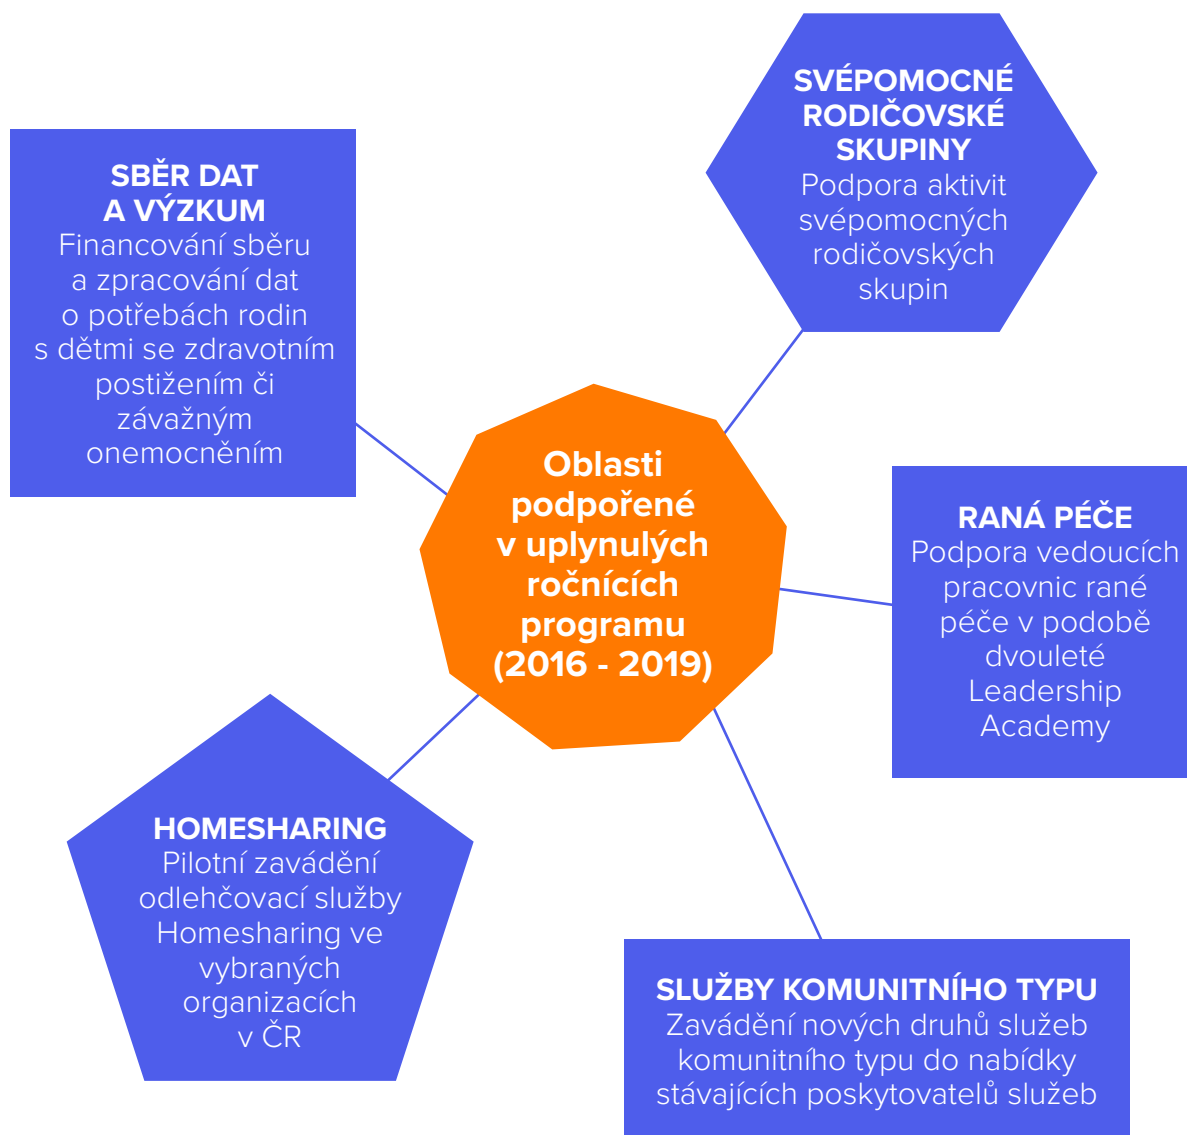 SVÉPOMOCNÉ
RODIČOVSKÉ
SKUPINY
Podpora aktivit
svépomocných
rodičovských
skupin
SBĚR DAT
A VÝZKUM
Financování sběru
a zpracování dat
o potřebách rodin
s dětmi se zdravotním
postižením či
závažným
onemocněním
Oblasti
podpořené
v uplynulých
ročnících
programu
(2016 - 2019)
RANÁ PÉČE
Podpora vedoucích
pracovnic rané
péče v podobě
dvouleté
Leadership
Academy
HOMESHARING
Pilotní zavádění
odlehčovací služby
Homesharing ve
vybraných
organizacích
v ČR
SLUŽBY KOMUNITNÍHO TYPU
Zavádění nových druhů služeb
komunitního typu do nabídky
stávajících poskytovatelů služeb